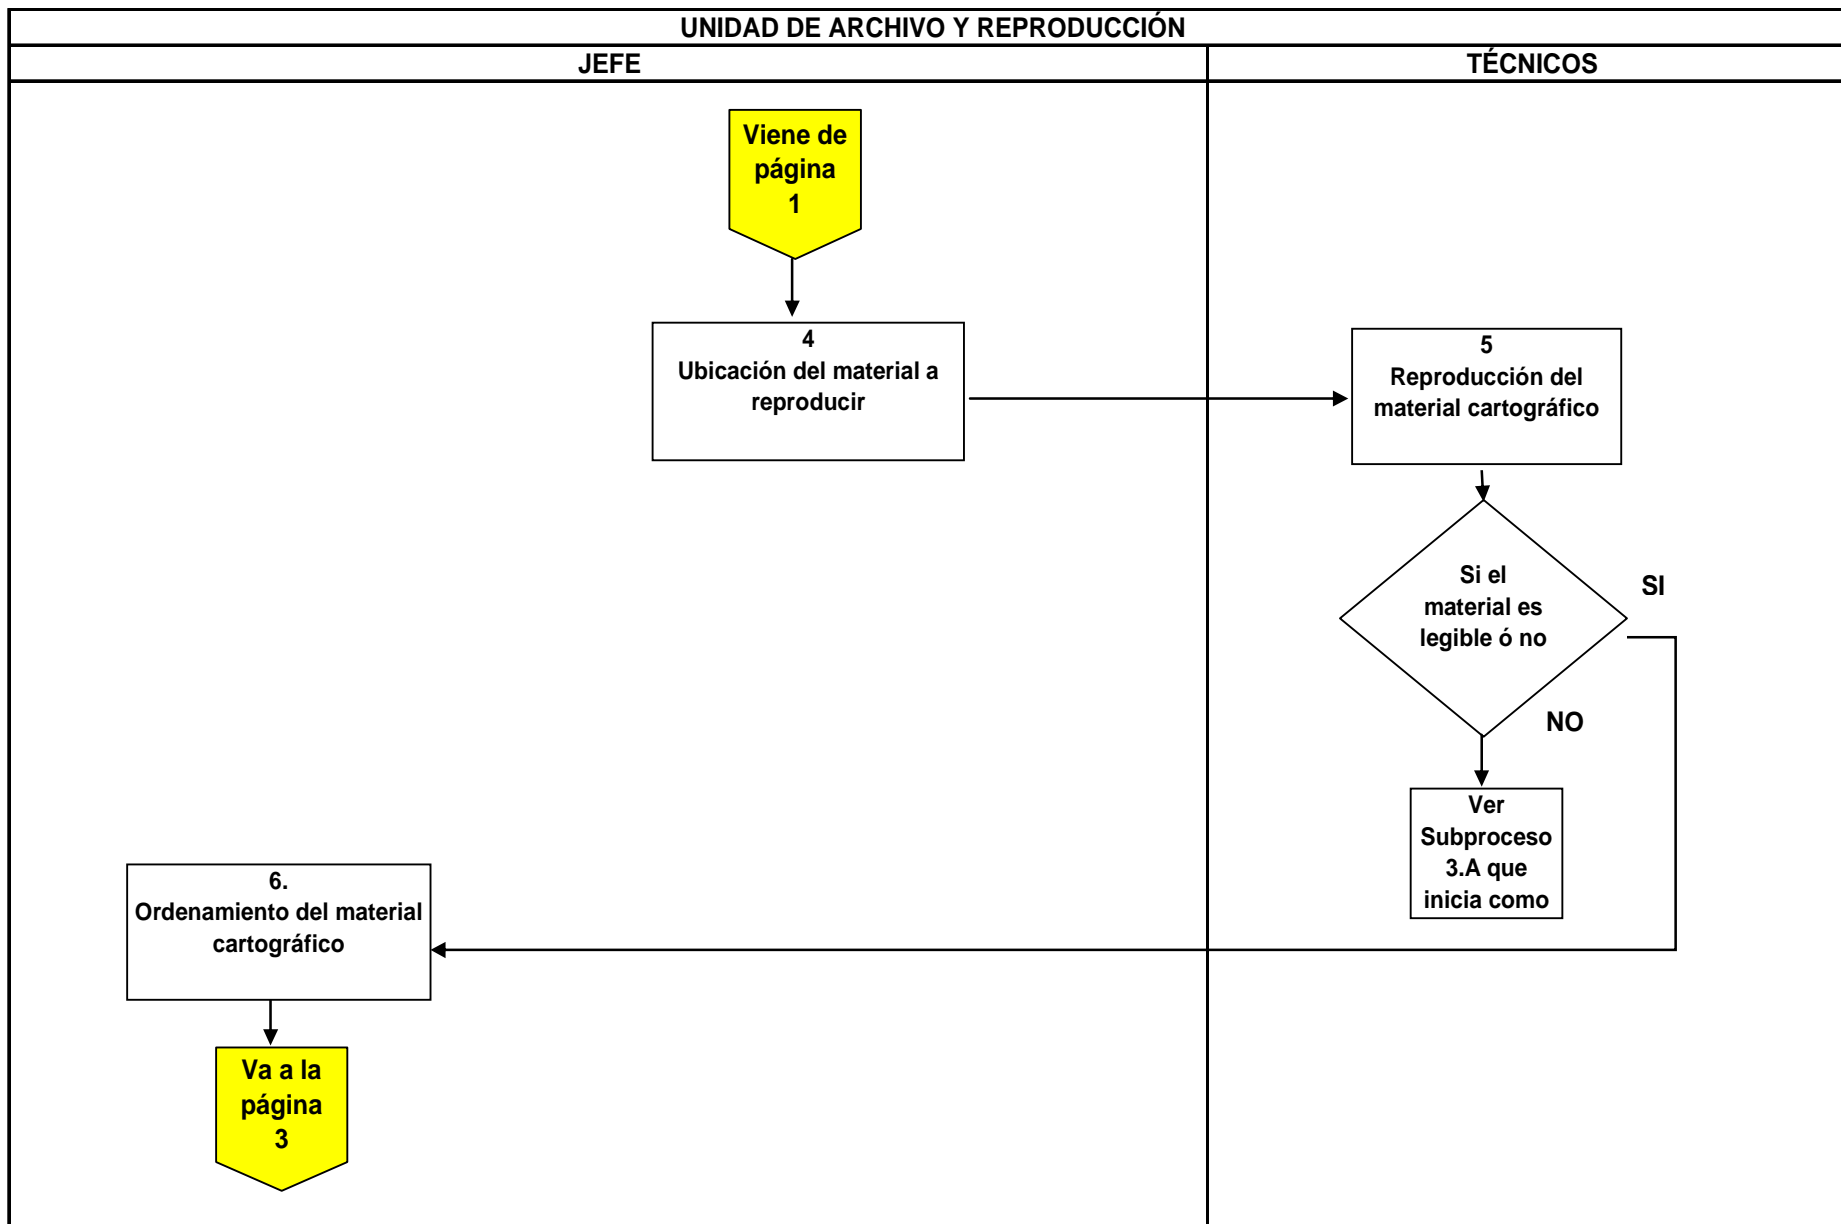 UNIDAD DE ARCHIVO Y REPRODUCCIÓN
JEFE
TÉCNICOS
Viene de
página
1
4
Ubicación del material a
reproducir
5
Reproducción del
material cartográfico
Si el
material es
legible ó no
SI
NO
Ver
Subproceso
3.A que
inicia como
6.
Ordenamiento del material
cartográfico
Va a la
página
3